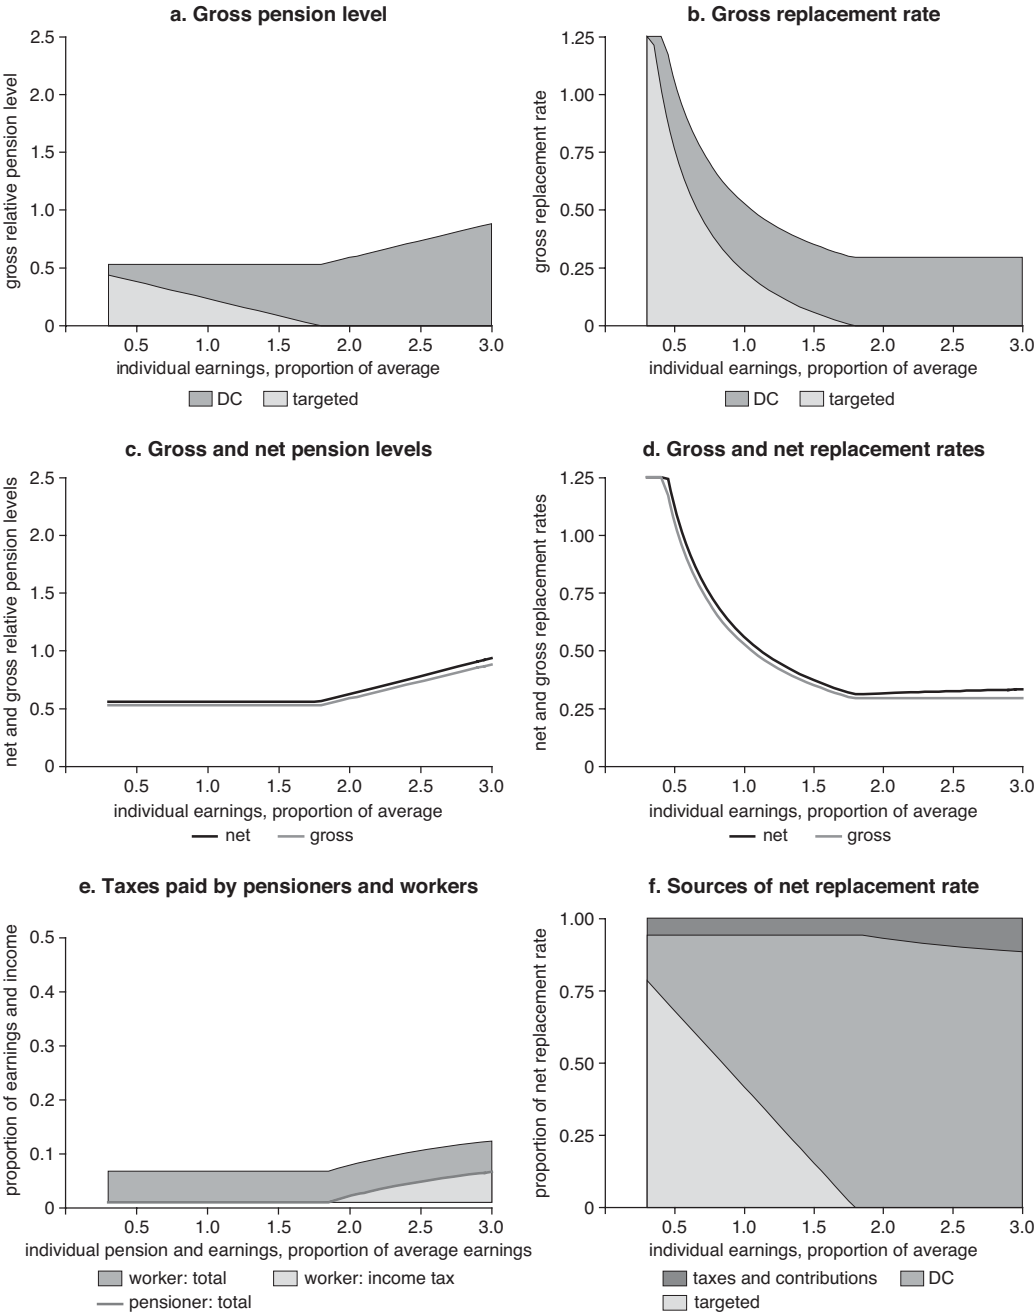 a. Gross pension level
gross relative pension level
2.5
2.0
1.5
1.0
0.5
0
0.5 1.0 1.5 2.0 2.5 3.0
individual earnings, proportion of average
DC targeted
b. Gross replacement rate
gross replacement rate
1.25
1.00
0.75
0.50
0.25
0
0.5 1.0 1.5 2.0 2.5 3.0
individual earnings, proportion of average
DC targeted
c. Gross and net pension levels
net and gross relative pension levels
2.5
2.0
1.5
1.0
0.5
0
0.5 1.0 1.5 2.0 2.5 3.0
individual earnings, proportion of average
net gross
d. Gross and net replacement rates
net and gross replacement rates
1.25
1.00
0.75
0.50
0.25
0
0.5 1.0 1.5 2.0 2.5 3.0
individual earnings, proportion of average
net gross
e. Taxes paid by pensioners and workers
proportion of earnings and income
0.5
0.4
0.3
0.2
0.1
0
0.5 1.0 1.5 2.0 2.5 3.0
individual pension and earnings, proportion of average earnings
worker: total worker: income tax
pensioner: total
f. Sources of net replacement rate
proportion of net replacement rate
1.00
0.75
0.50
0.25
0
0.5 1.0 1.5 2.0 2.5 3.0
individual earnings, proportion of average
taxes and contributions DC
targeted